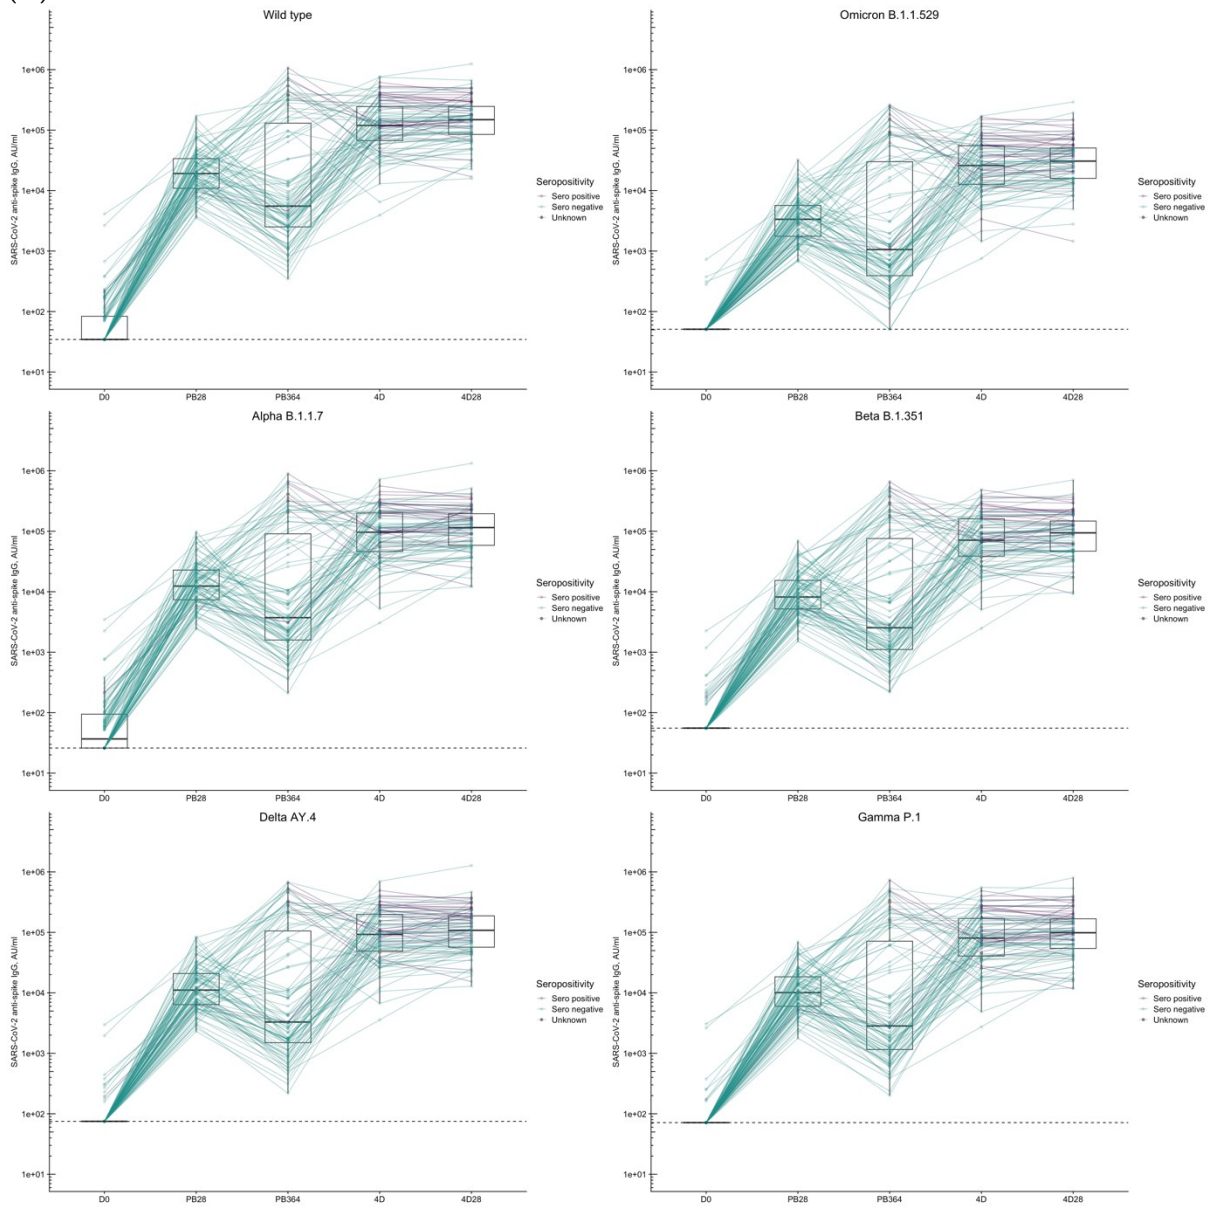 Wild type
SARS-CoV-2 anti-spike IgG, AU/ml
1e+06
1e+05
1e+04
1e+03
1e+02
1e+01
D0 PB28 PB364 4D 4D28
Seropositivity
Sero positive
Sero negative
Unknown
Omicron B.1.1.529
SARS-CoV-2 anti-spike IgG, AU/ml
1e+06
1e+05
1e+04
1e+03
1e+02
1e+01
D0 PB28 PB364 4D 4D28
Seropositivity
Sero positive
Sero negative
Unknown
Alpha B.1.1.7
SARS-CoV-2 anti-spike IgG, AU/ml
1e+06
1e+05
1e+04
1e+03
1e+02
1e+01
D0 PB28 PB364 4D 4D28
Seropositivity
Sero positive
Sero negative
Unknown
Beta B.1.351
SARS-CoV-2 anti-spike IgG, AU/ml
1e+06
1e+05
1e+04
1e+03
1e+02
1e+01
D0 PB28 PB364 4D 4D28
Seropositivity
Sero positive
Sero negative
Unknown
Delta AY.4
SARS-CoV-2 anti-spike IgG, AU/ml
1e+06
1e+05
1e+04
1e+03
1e+02
1e+01
D0 PB28 PB364 4D 4D28
Seropositivity
Sero positive
Sero negative
Unknown
Gamma P.1
SARS-CoV-2 anti-spike IgG, AU/ml
1e+06
1e+05
1e+04
1e+03
1e+02
1e+01
D0 PB28 PB364 4D 4D28
Seropositivity
Sero positive
Sero negative
Unknown